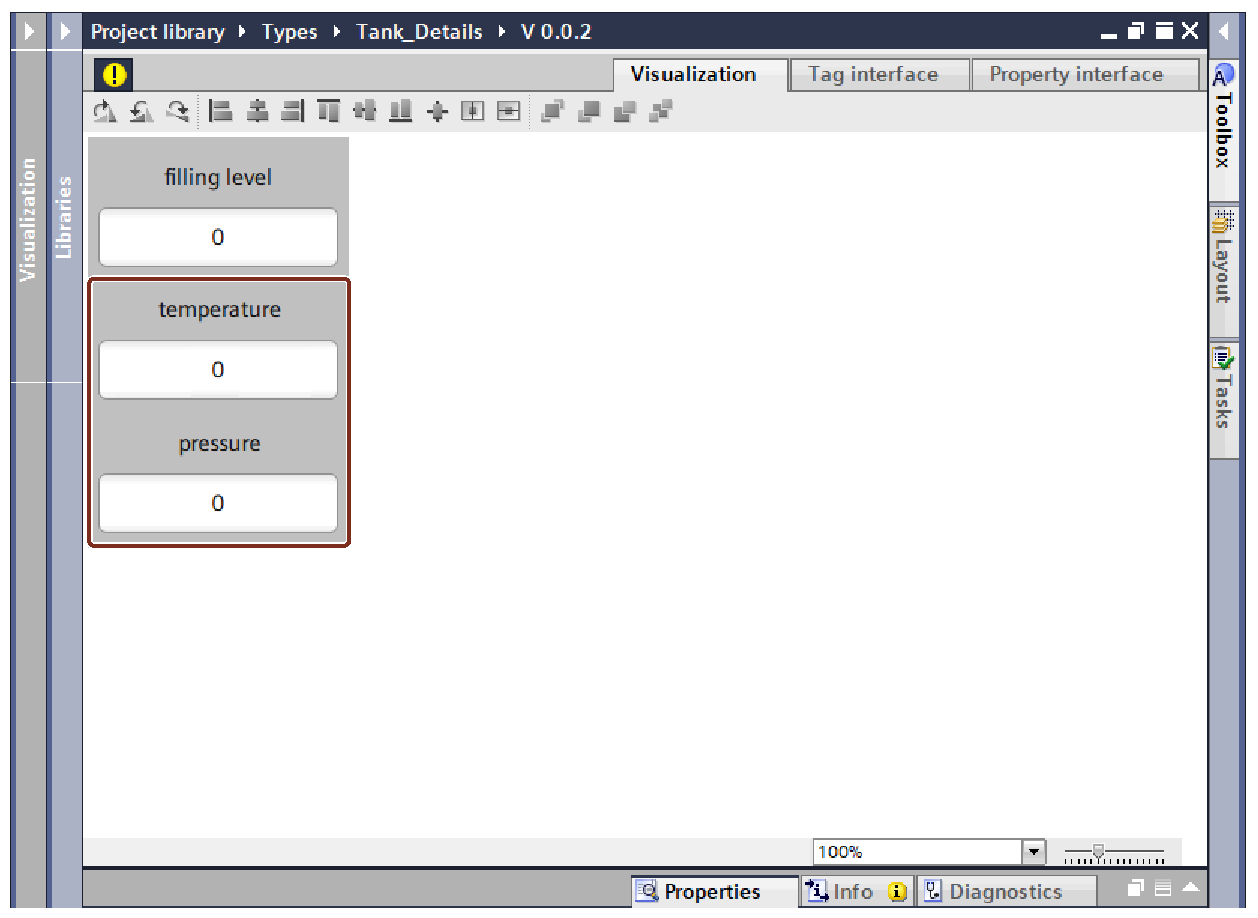 Project library Types Tank_Details V 0.0.2
Visualization Tag interface Property interface
Visualization
Libraries
filling level
0
temperature
0
pressure
0
Toolbox
Layout
Tasks
100%
Properties Info Diagnostics